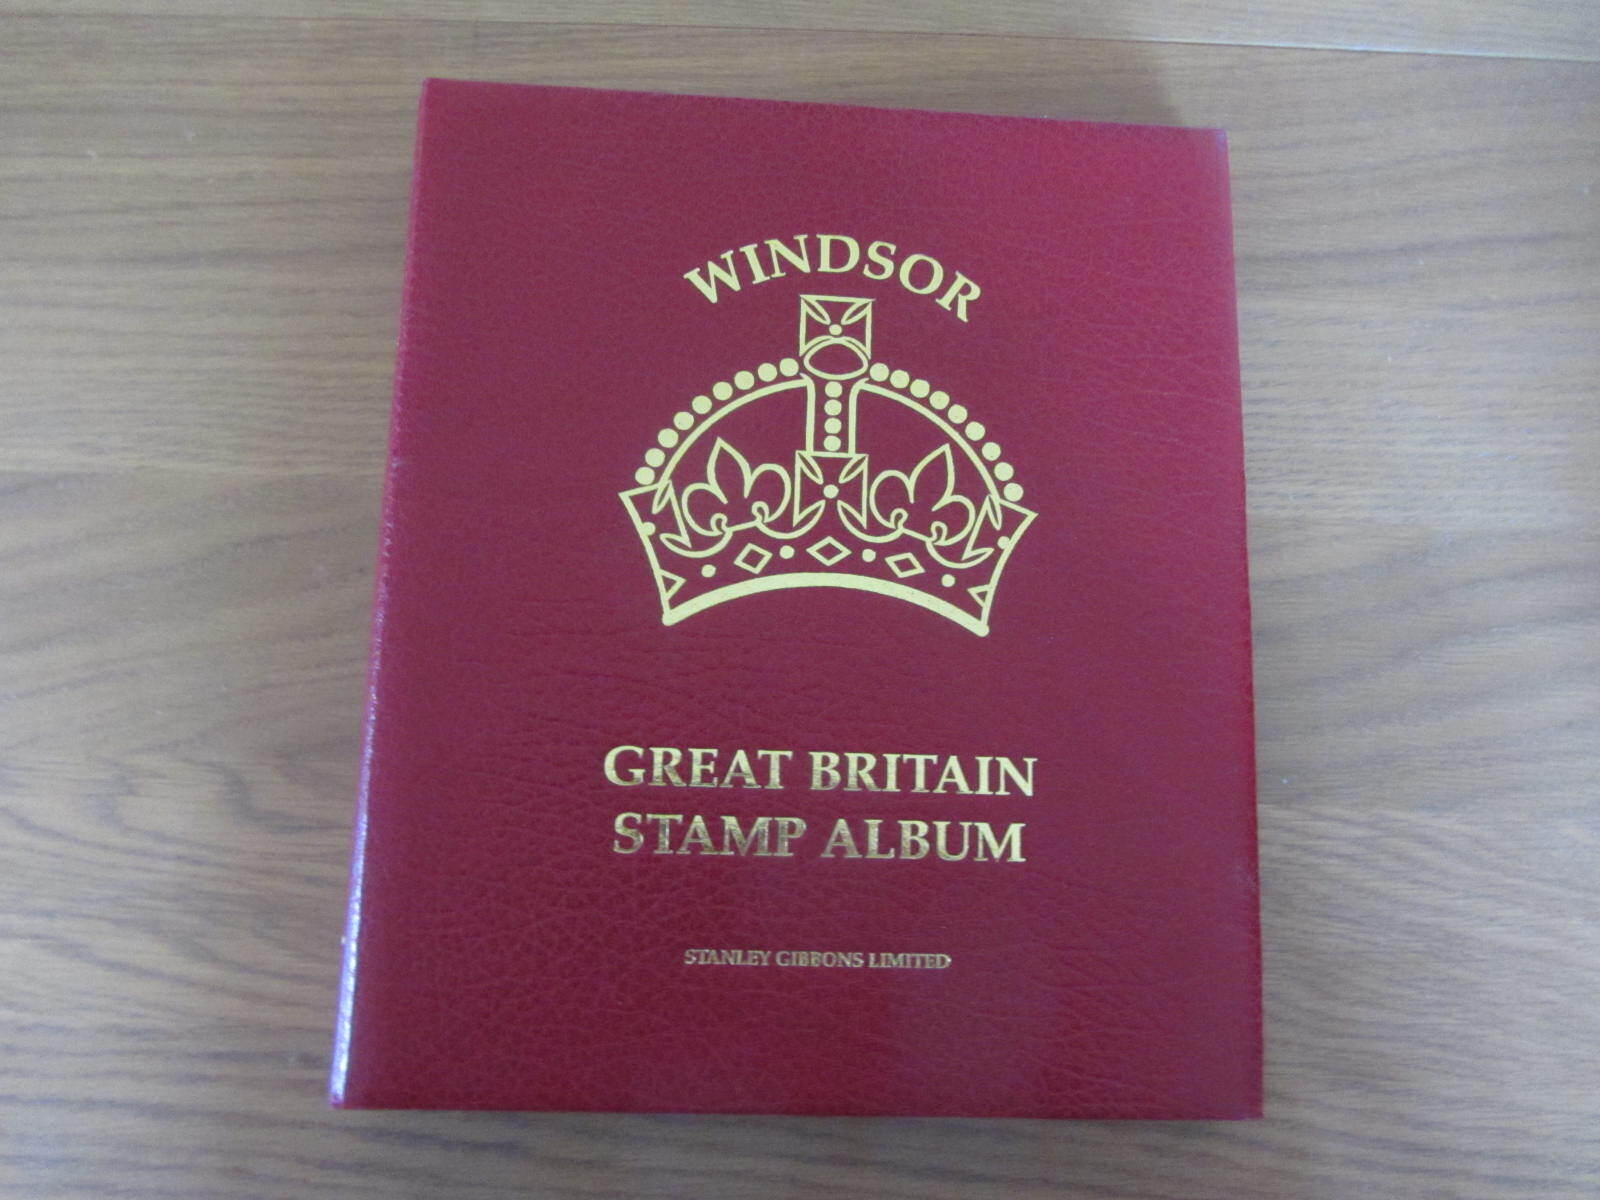 WINDSOR
GREAT BRITAIN
STAMP ALBUM
STANLEY GIBBONS LIMITED